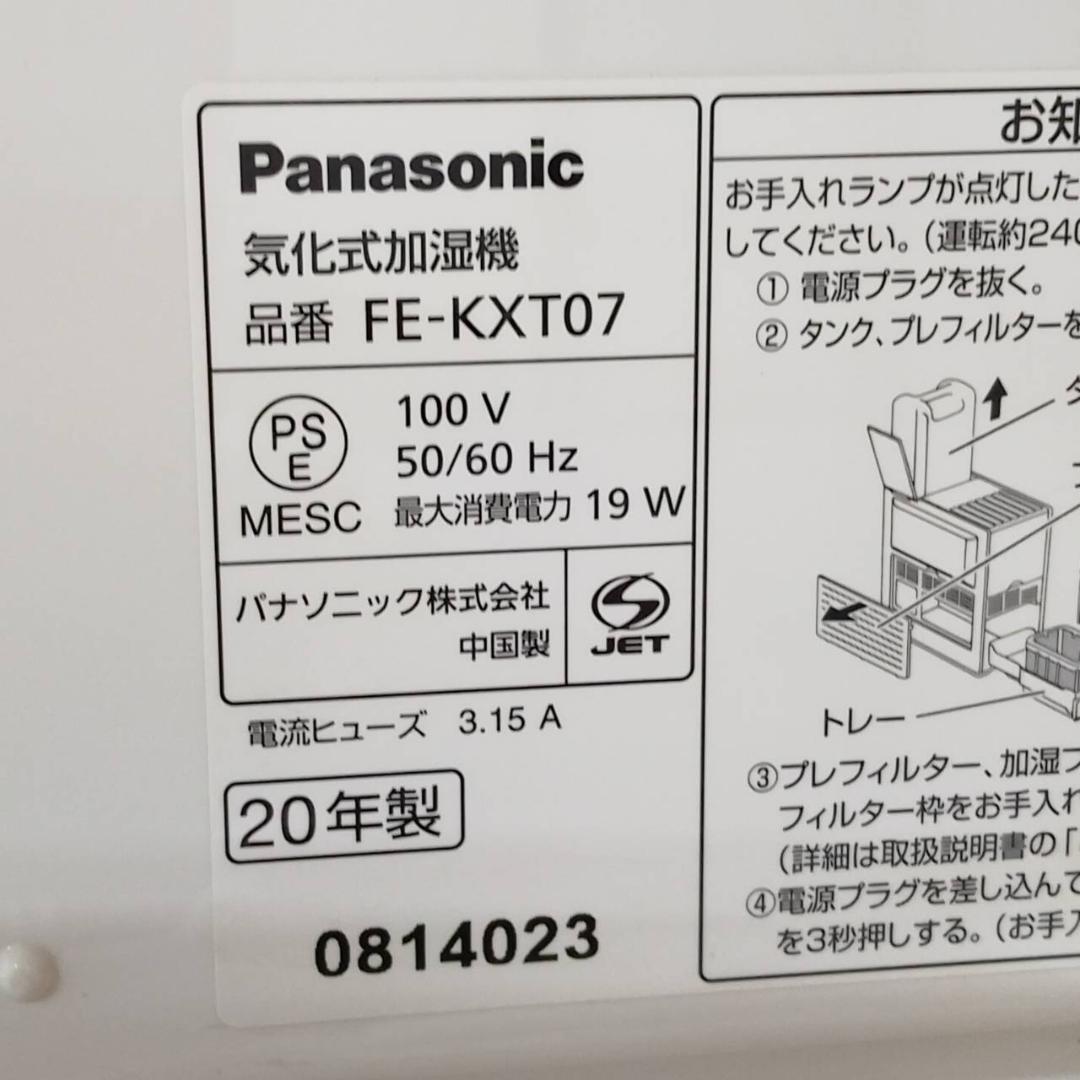 Panasonic
気化式加湿機
品番 FE-KXT07
PS
E
MESC
100 V
50/60 Hz
最大消費電力 19 W
パナソニック株式会社
中国製
JET
電流ヒューズ 3.15 A
20年製
0814023
お知
お手入れランプが点灯した
してください。(運転約240
① 電源プラグを抜く。
② タンク、プレフィルターを
タ
トレー
③プレフィルター、加湿フ
フィルター枠をお手入れ
(詳細は取扱説明書の「
④電源プラグを差し込んで
を3秒押しする。(お手入